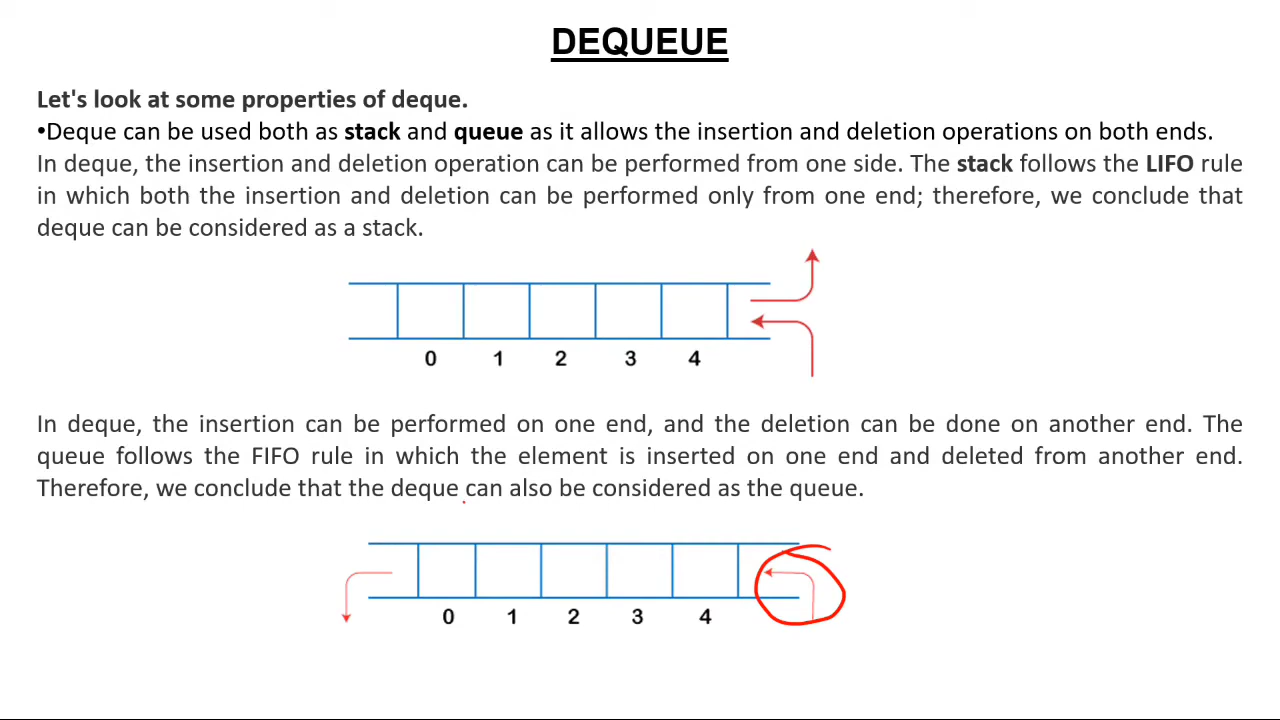 DEQUEUE
Let's look at some properties of deque.
•Deque can be used both as stack and queue as it allows the insertion and deletion operations on both ends.
In deque, the insertion and deletion operation can be performed from one side. The stack follows the LIFO rule
in which both the insertion and deletion can be performed only from one end; therefore, we conclude that
deque can be considered as a stack.
0 1 2 3 4
In deque, the insertion can be performed on one end, and the deletion can be done on another end. The
queue follows the FIFO rule in which the element is inserted on one end and deleted from another end.
Therefore, we conclude that the deque can also be considered as the queue.
0 1 2 3 4